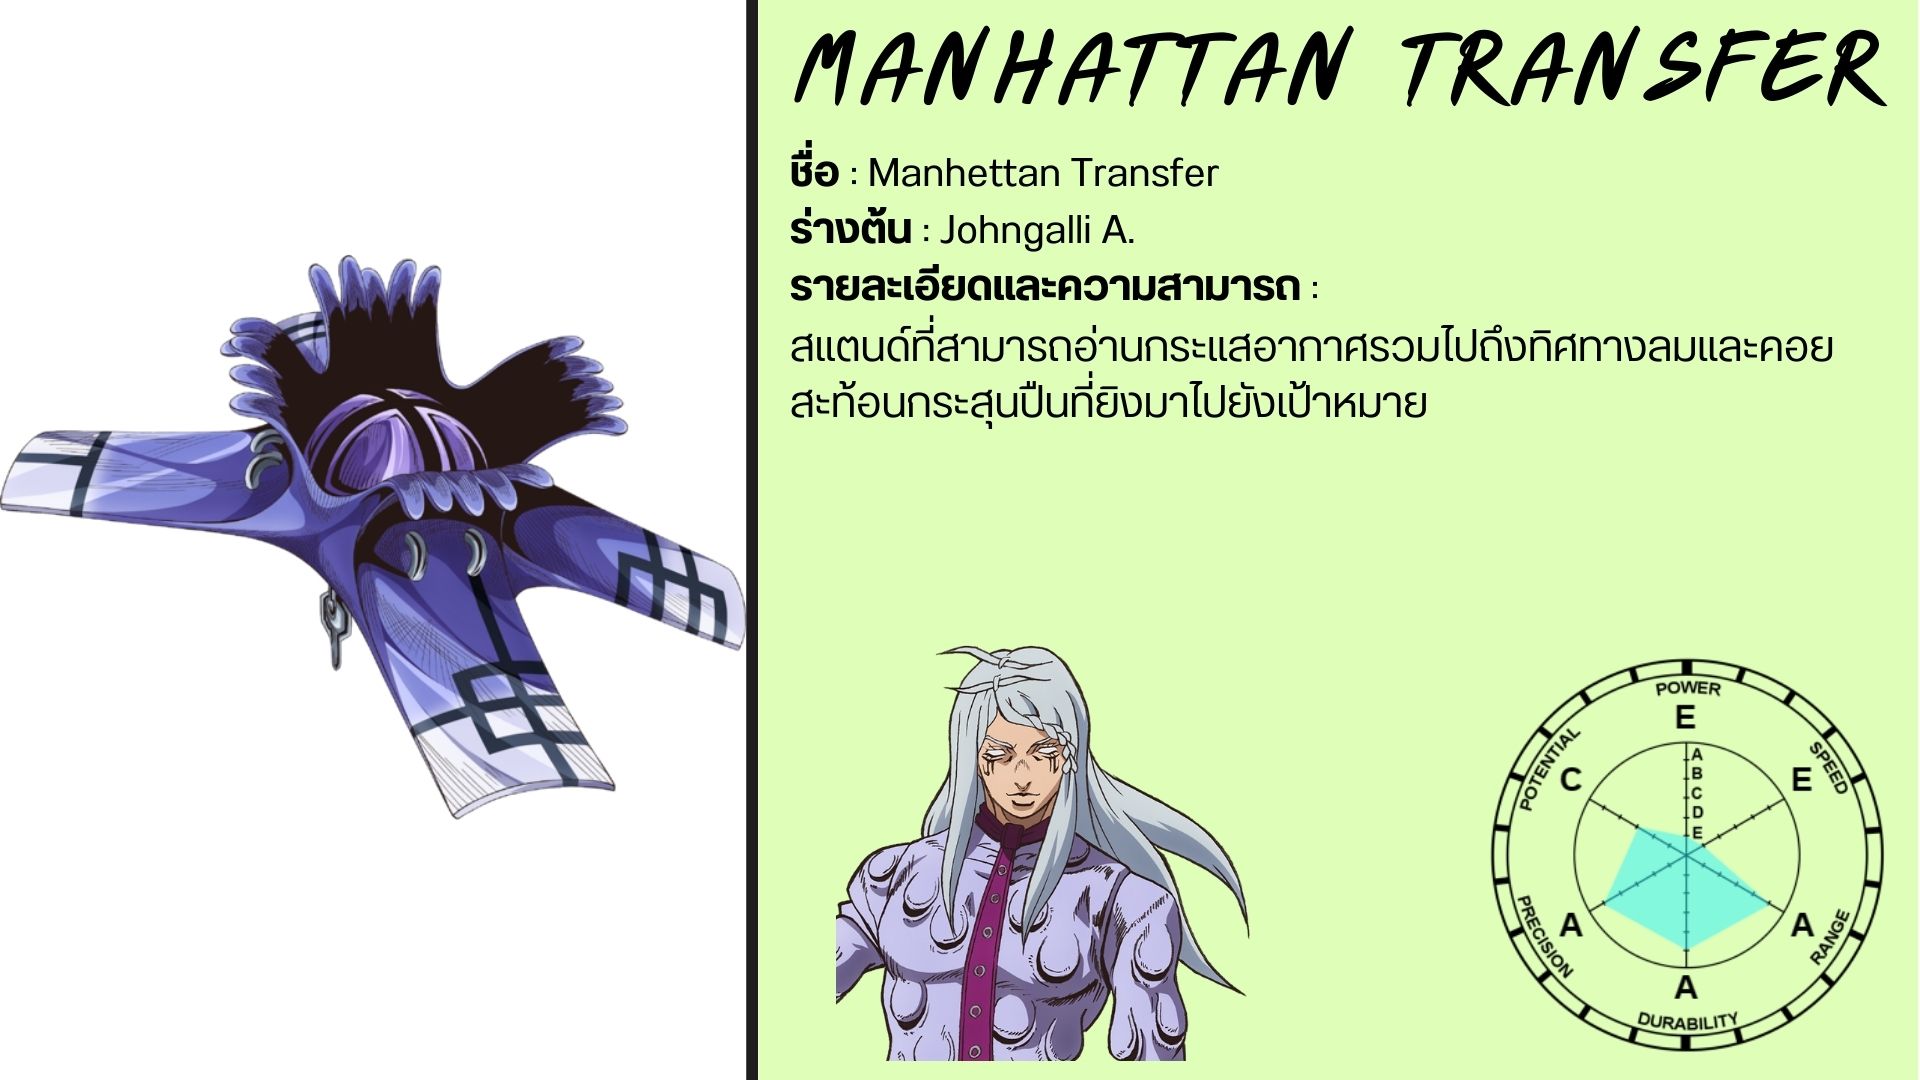 MANHATTAN TRANSFER
ชื่อ : Manhettan Transfer
ร่างต้น : Johngalli A.
รายละเอียดและความสามารถ :
สแตนด์ที่สามารถอ่านกระแสอากาศรวมไปถึงทิศทางลมและคอย
สะท้อนกระสุนปืนที่ยิงมาไปยังเป้าหมาย
POWER
E
SPEED
E
RANGE
A
DURABILITY
A
PRECISION
A
POTENTIAL
C
A
B
C
D
E